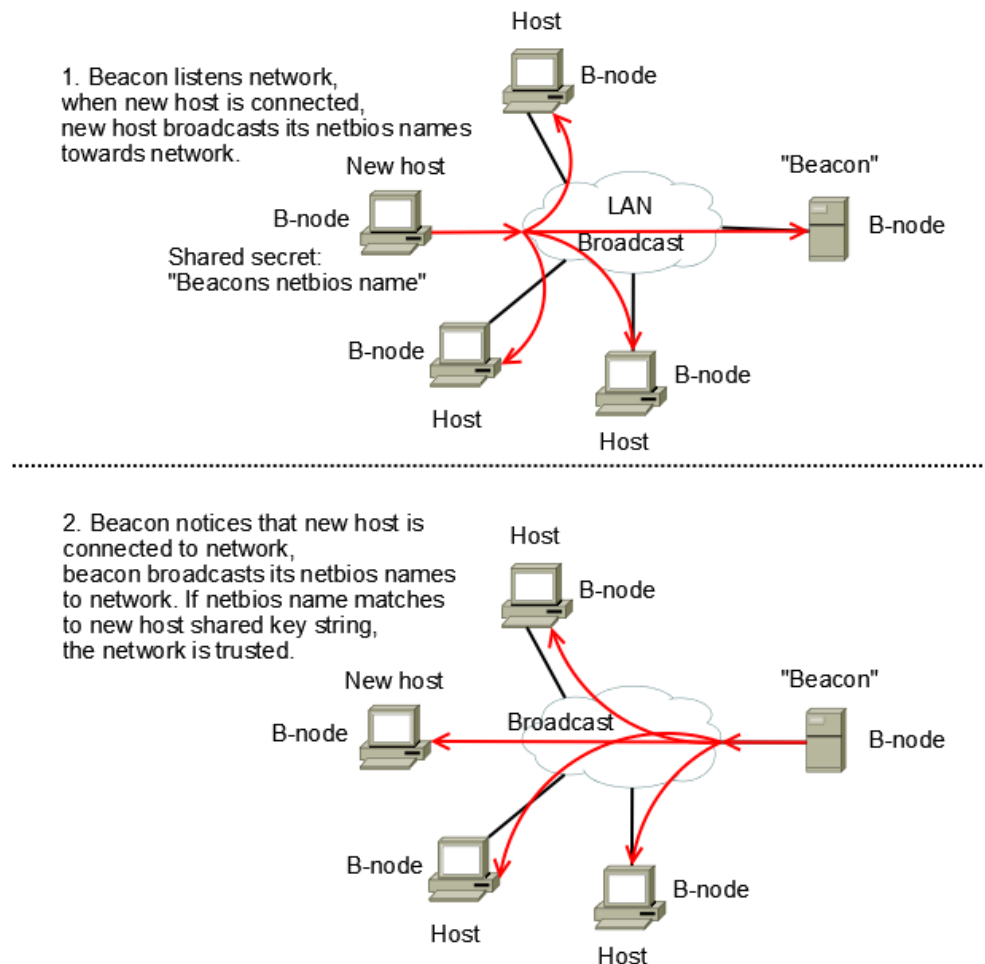 Host
B-node
1. Beacon listens network,
when new host is connected,
new host broadcasts its netbios names
towards network.
New host
"Beacon"
B-node
LAN
B-node
Broadcast
Shared secret:
"Beacons netbios name"
B-node
B-node
Host
Host
2. Beacon notices that new host is
connected to network,
beacon broadcasts its netbios names
to network. If netbios name matches
to new host shared key string,
the network is trusted.
Host
B-node
New host
"Beacon"
B-node
Broadcast
B-node
B-node
B-node
Host
Host